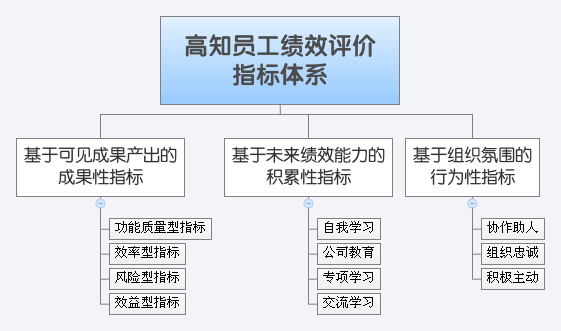 高知员工绩效评价
指标体系
基于可见成果产出的
成果性指标
功能质量型指标
效率型指标
风险型指标
效益型指标
基于未来绩效能力的
积累性指标
自我学习
公司教育
专项学习
交流学习
基于组织氛围的
行为性指标
协作助人
组织忠诚
积极主动